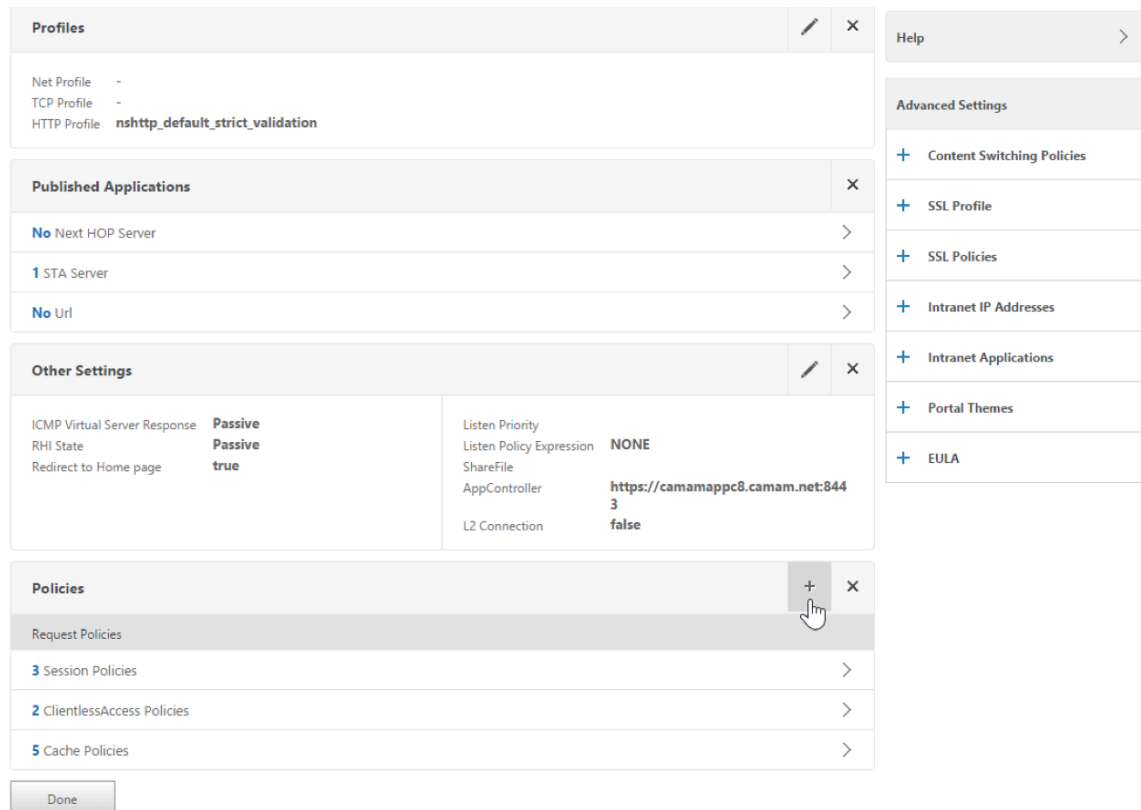 Profiles
Net Profile -
TCP Profile -
HTTP Profile nshttp_default_strict_validation
Published Applications
No Next HOP Server
1 STA Server
No Url
Other Settings
ICMP Virtual Server Response Passive
RHI State Passive
Redirect to Home page true
Listen Priority
Listen Policy Expression NONE
ShareFile
AppController https://camamappc8.camam.net:844
3
L2 Connection false
Policies
Request Policies
3 Session Policies
2 ClientlessAccess Policies
5 Cache Policies
Done
Help
Advanced Settings
Content Switching Policies
SSL Profile
SSL Policies
Intranet IP Addresses
Intranet Applications
Portal Themes
EULA